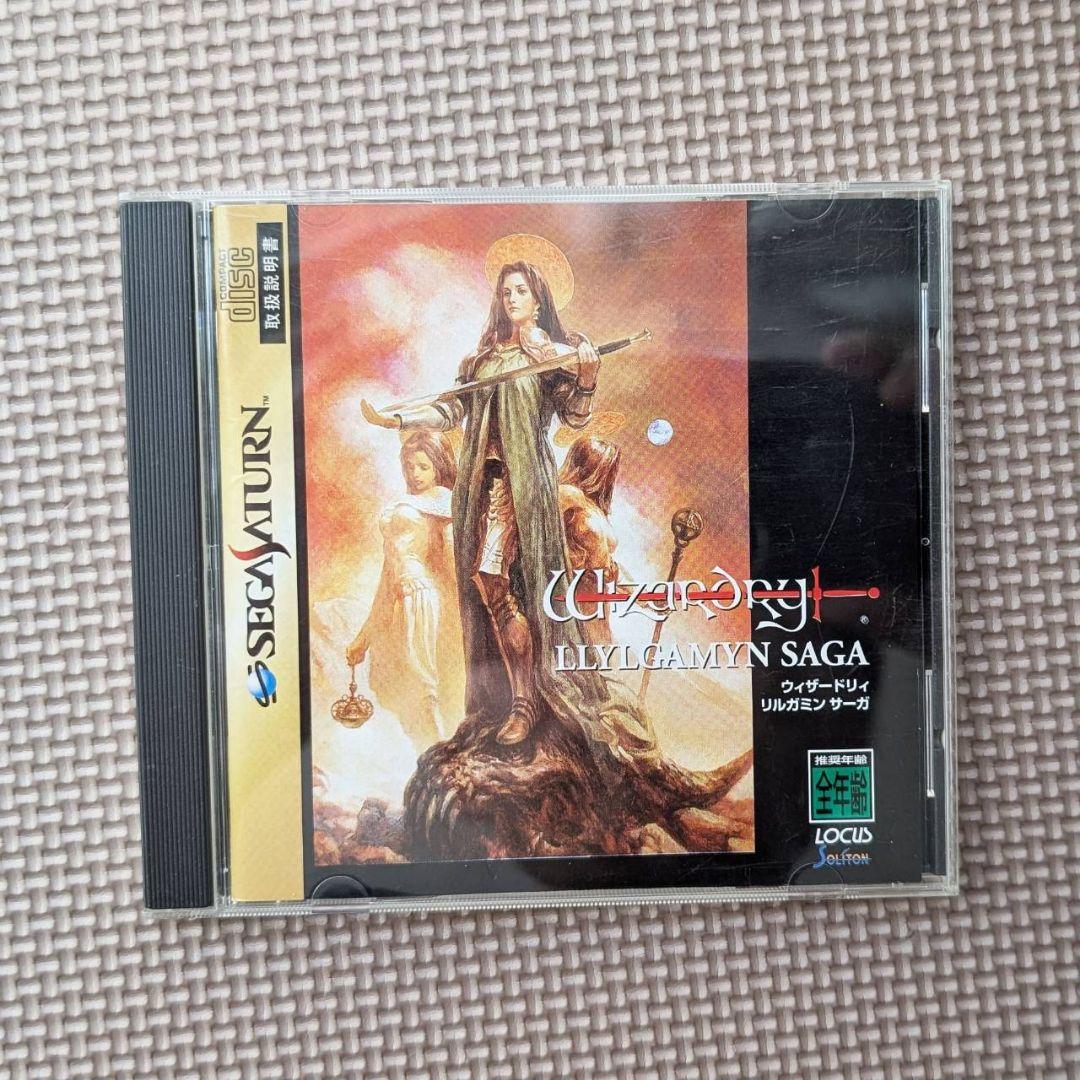 COMPACT
disc
取扱説明書
SEGA SATURN™
Wizardry®
LLYLGAMYN SAGA
ウィザードリィ
リルガミン サーガ
推奨年齢
全年齢
LOCUS
SOLITON